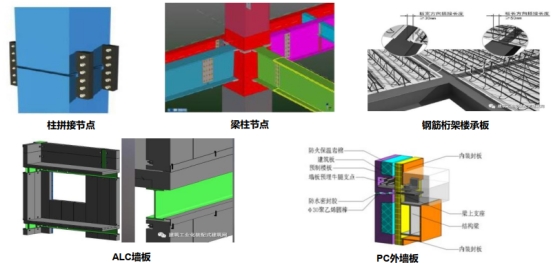 柱拼接节点
梁柱节点
钢筋桁架楼承板
防火保温岩棉
建筑板
预制楼板
墙板预埋牛腿支点
防水密封胶
Φ30聚乙烯圆棒
内装封板
梁上支座
结构梁
内装封板
ALC墙板
PC外墙板